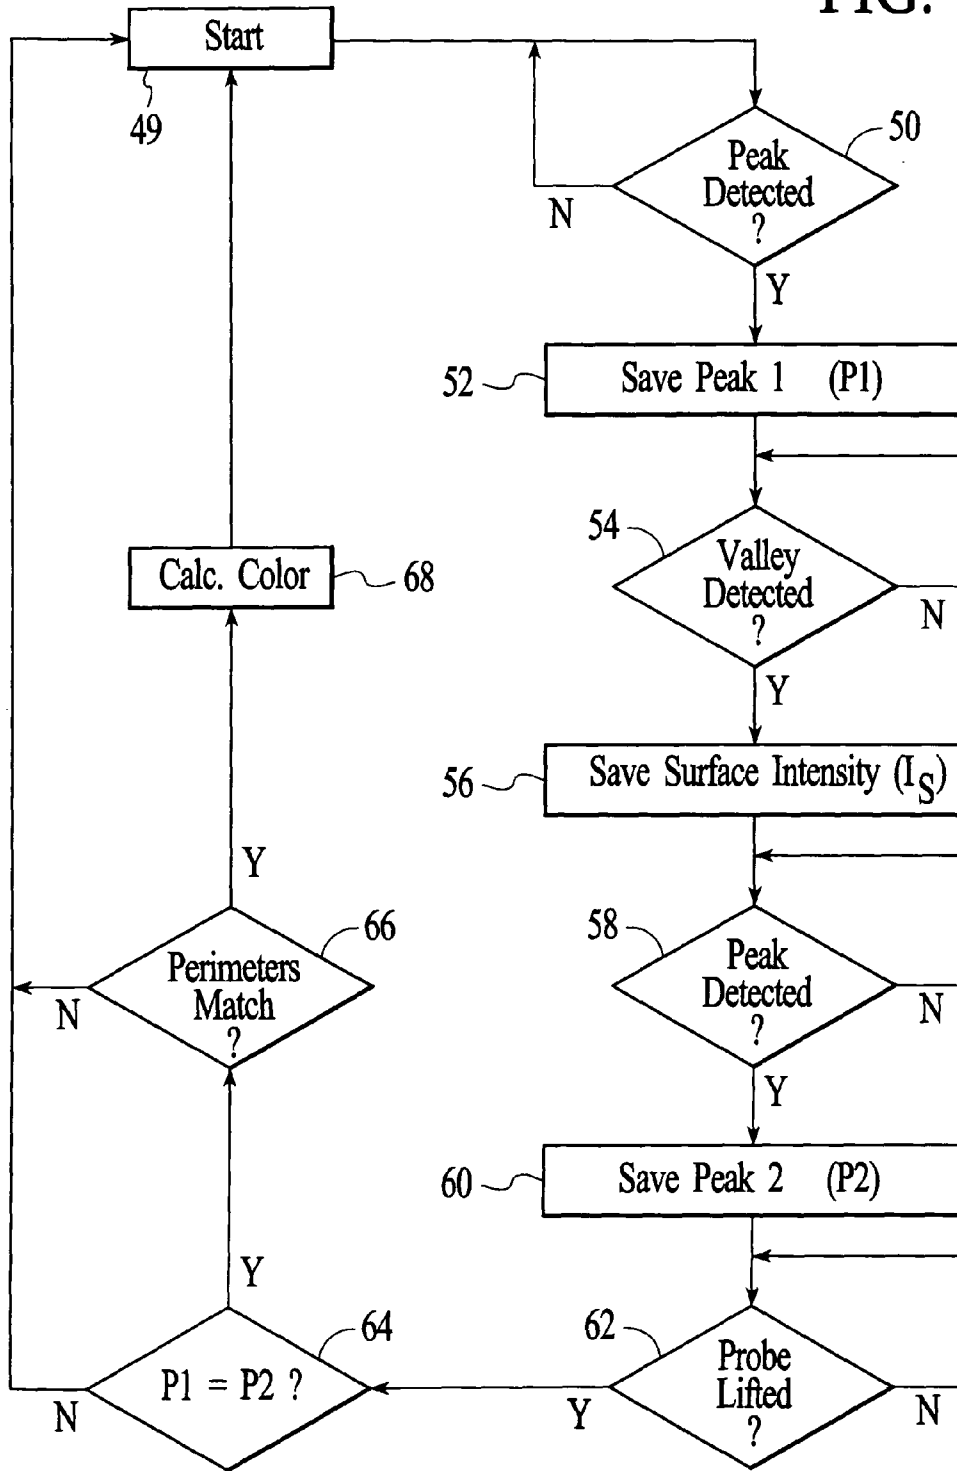 FIG.
Start
49
50
Peak
Detected
?
N
Y
52
Save Peak 1 (P1)
54
Valley
Detected
?
N
Y
56
Save Surface Intensity (IS)
58
Peak
Detected
?
N
Y
60
Save Peak 2 (P2)
62
Probe
Lifted
?
N
Y
64
P1 = P2 ?
N
Y
66
Perimeters
Match
?
N
Y
68
Calc. Color